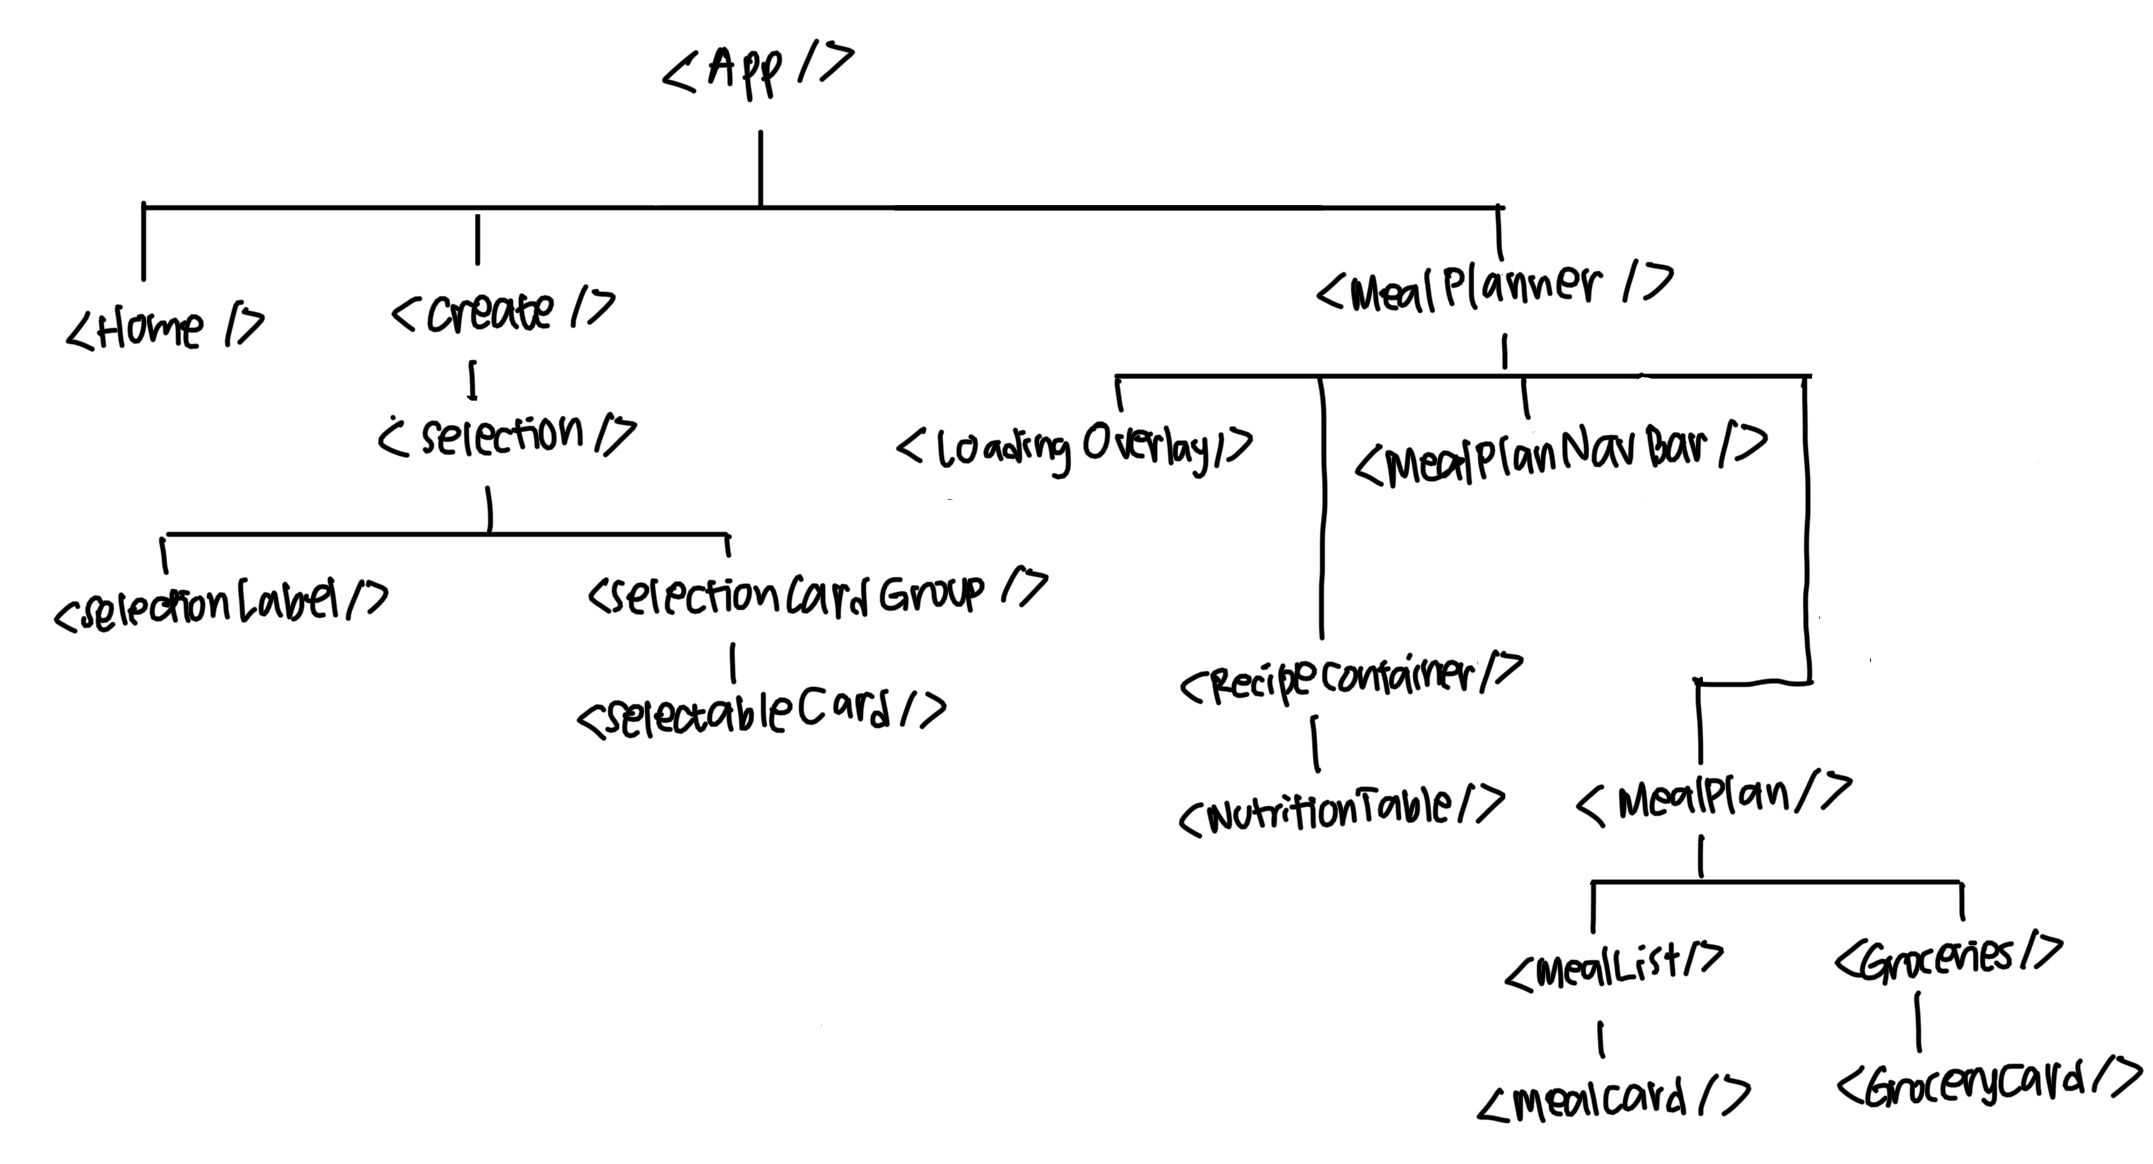 <App/>
<Home/>
<Create/>
<MealPlanner/>
<selection/>
<Loading Overlay/>
<MealPlanNavBar/>
<selectionLabel/>
<selectionCardGroup/>
<selectableCard/>
<RecipeContainer/>
<NutritionTable/>
<MealPlan/>
<MealList/>
<Groceries/>
<Mealcard/>
<GroceryCard/>